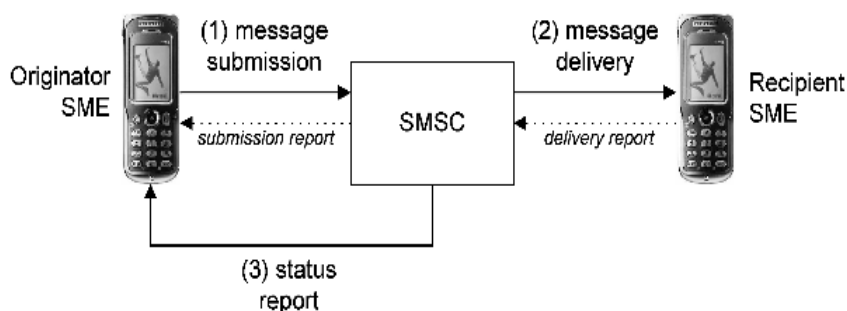 (1) message
submission
(2) message
delivery
Originator
SME
SMSC
Recipient
SME
submission report
delivery report
(3) status
report